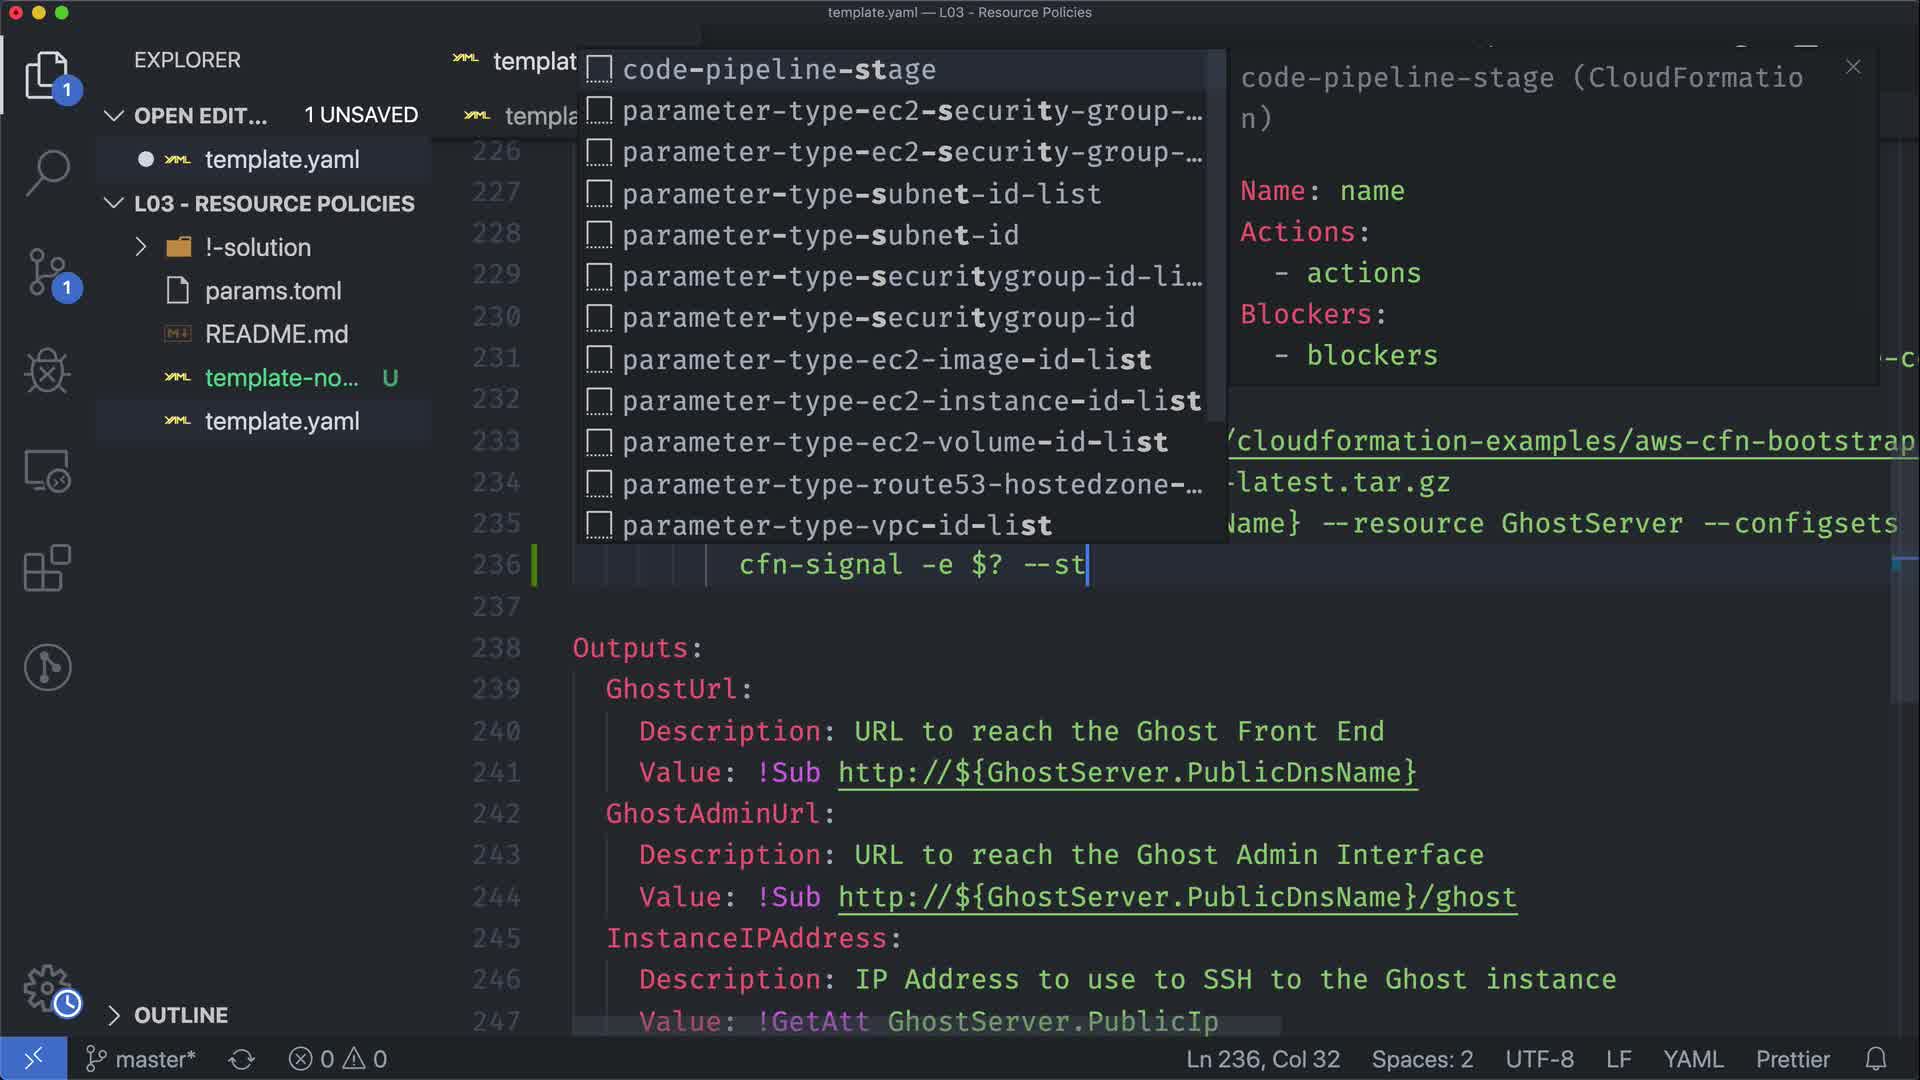 template.yaml — L03 - Resource Policies
EXPLORER
1
OPEN EDIT... 1 UNSAVED
template.yaml
L03 - RESOURCE POLICIES
!-solution
params.toml
README.md
template-no... U
template.yaml
1
OUTLINE
templat
templa
code-pipeline-stage
parameter-type-ec2-security-group-…
parameter-type-ec2-security-group-…
parameter-type-subnet-id-list
parameter-type-subnet-id
parameter-type-securitygroup-id-li…
parameter-type-securitygroup-id
parameter-type-ec2-image-id-list
parameter-type-ec2-instance-id-list
parameter-type-ec2-volume-id-list
parameter-type-route53-hostedzone-…
parameter-type-vpc-id-list
code-pipeline-stage (CloudFormatio
n)
Name: name
Actions:
- actions
Blockers:
- blockers
226
227
228
229
230
231 -c
232
233 /cloudformation-examples/aws-cfn-bootstrap
234 -latest.tar.gz
235 Name} --resource GhostServer --configsets
236 cfn-signal -e $? --st
237
238 Outputs:
239 GhostUrl:
240 Description: URL to reach the Ghost Front End
241 Value: !Sub http://${GhostServer.PublicDnsName}
242 GhostAdminUrl:
243 Description: URL to reach the Ghost Admin Interface
244 Value: !Sub http://${GhostServer.PublicDnsName}/ghost
245 InstanceIPAddress:
246 Description: IP Address to use to SSH to the Ghost instance
247 Value: !GetAtt GhostServer.PublicIp
master* 0 0 Ln 236, Col 32 Spaces: 2 UTF-8 LF YAML Prettier